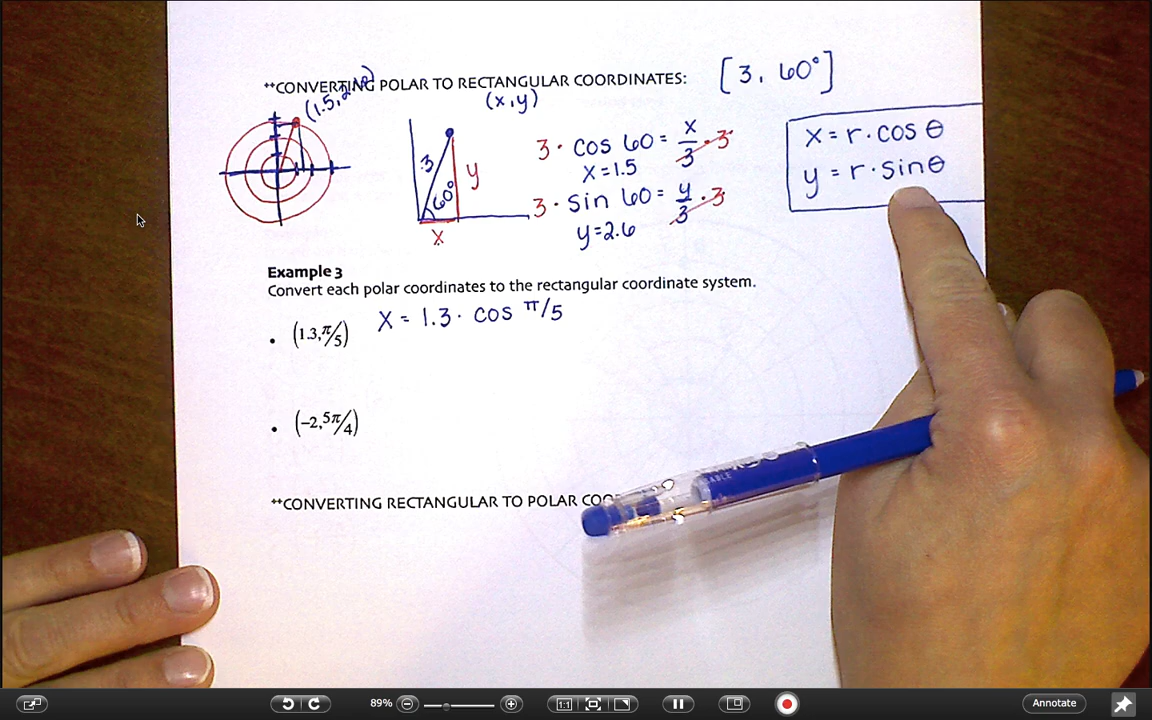 **CONVERTING POLAR TO RECTANGULAR COORDINATES: [3, 60°]
(x,y)
3
60°
y
x
3 · cos 60 = x/3 · 3
x = 1.5
3 · sin 60 = y/3 · 3
y = 2.6
x = r · cos θ
y = r · sin θ
Example 3
Convert each polar coordinates to the rectangular coordinate system.
• (1.3, π/5) x = 1.3 · cos π/5
• (−2, 5π/4)
**CONVERTING RECTANGULAR TO POLAR
89%
1:1
Annotate